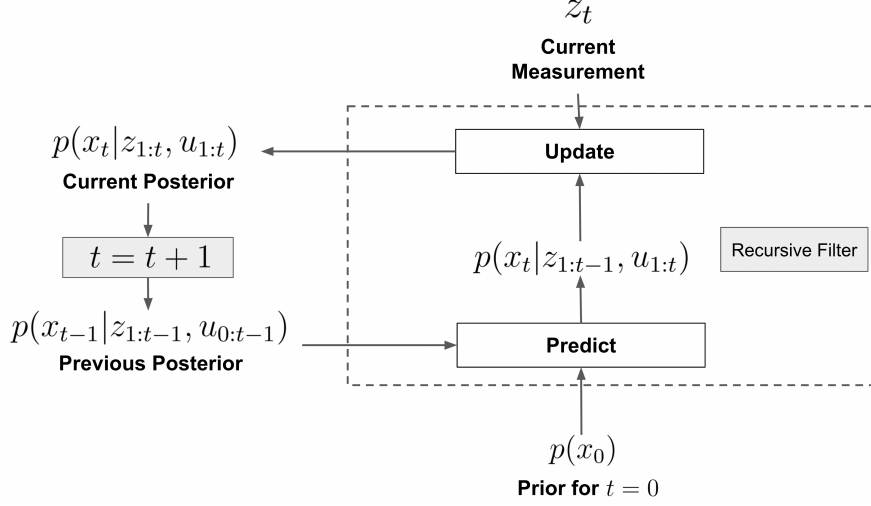 z_t
Current
Measurement
Update
p(x_t|z_{1:t}, u_{1:t})
Current Posterior
t = t + 1
p(x_t|z_{1:t−1}, u_{1:t})
Recursive Filter
p(x_{t−1}|z_{1:t−1}, u_{0:t−1})
Previous Posterior
Predict
p(x_0)
Prior for t = 0